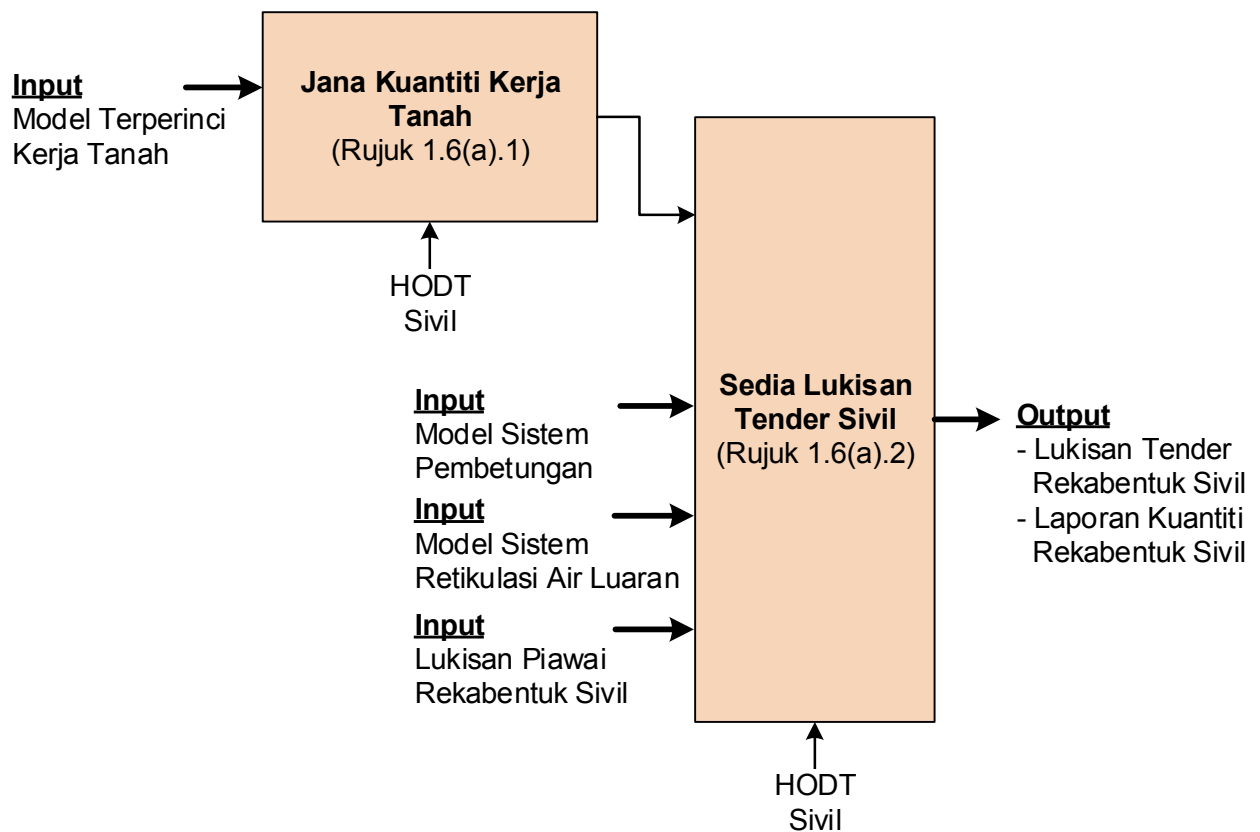 Input
Model Terperinci
Kerja Tanah
Jana Kuantiti Kerja
Tanah
(Rujuk 1.6(a).1)
HODT
Sivil
Input
Model Sistem
Pembetungan
Input
Model Sistem
Retikulasi Air Luaran
Input
Lukisan Piawai
Rekabentuk Sivil
Sedia Lukisan
Tender Sivil
(Rujuk 1.6(a).2)
HODT
Sivil
Output
- Lukisan Tender
Rekabentuk Sivil
- Laporan Kuantiti
Rekabentuk Sivil